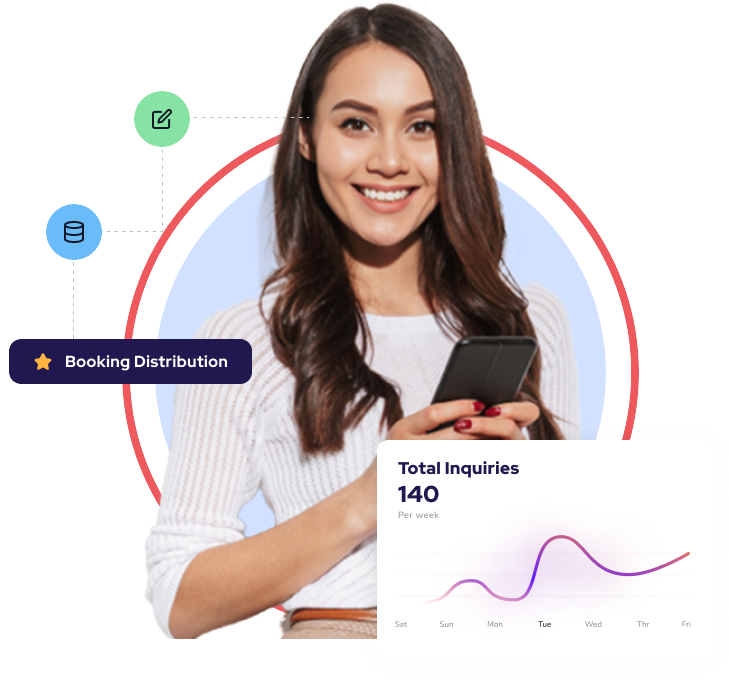 Booking Distribution
Total Inquiries
140
Per week
Sat Sun Mon Tue Wed Thr Fri